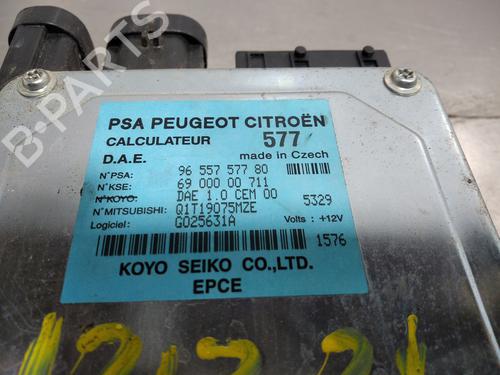 PSA PEUGEOT CITROËN
CALCULATEUR 577
D.A.E. made in Czech
N°PSA: 96 557 577 80
N°KSE: 69 000 00 711
N°KOYO: DAE 1.0 CEM 00 5329
N°MITSUBISHI: Q1T19075MZE
Logiciel: G025631A Volts : +12V
1576
KOYO SEIKO CO.,LTD.
EPCE